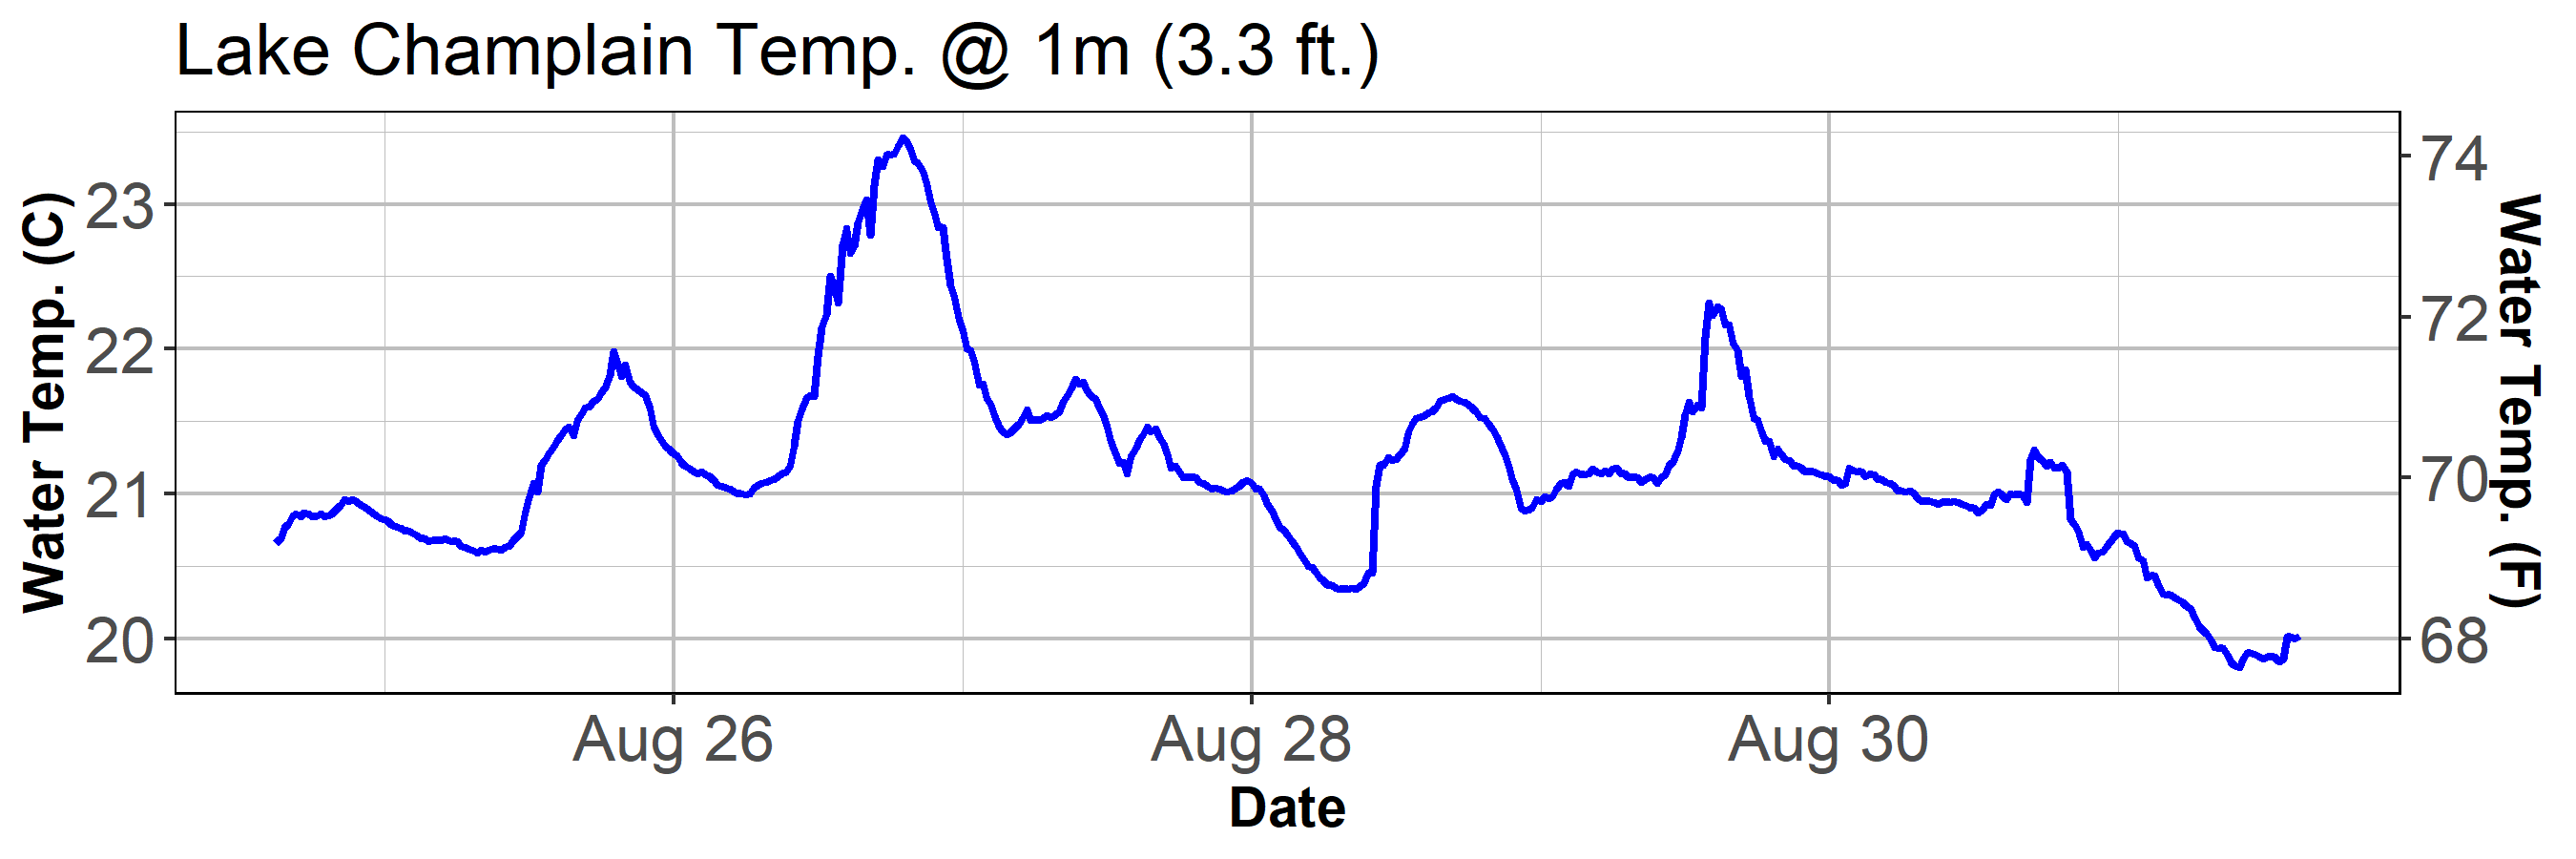 Lake Champlain Temp. @ 1m (3.3 ft.)
Water Temp. (C)
23
22
21
20
74
72
70
68
Water Temp. (F)
Aug 26
Aug 28
Aug 30
Date